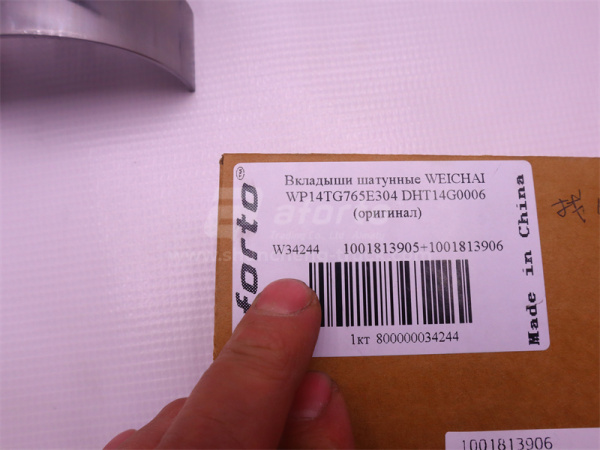 Вкладыши шатунные WEICHAI
WP14TG765E304 DHT14G0006
(оригинал)
W34244 1001813905+1001813906
1кт 800000034244
forto
Made in China
1001813906